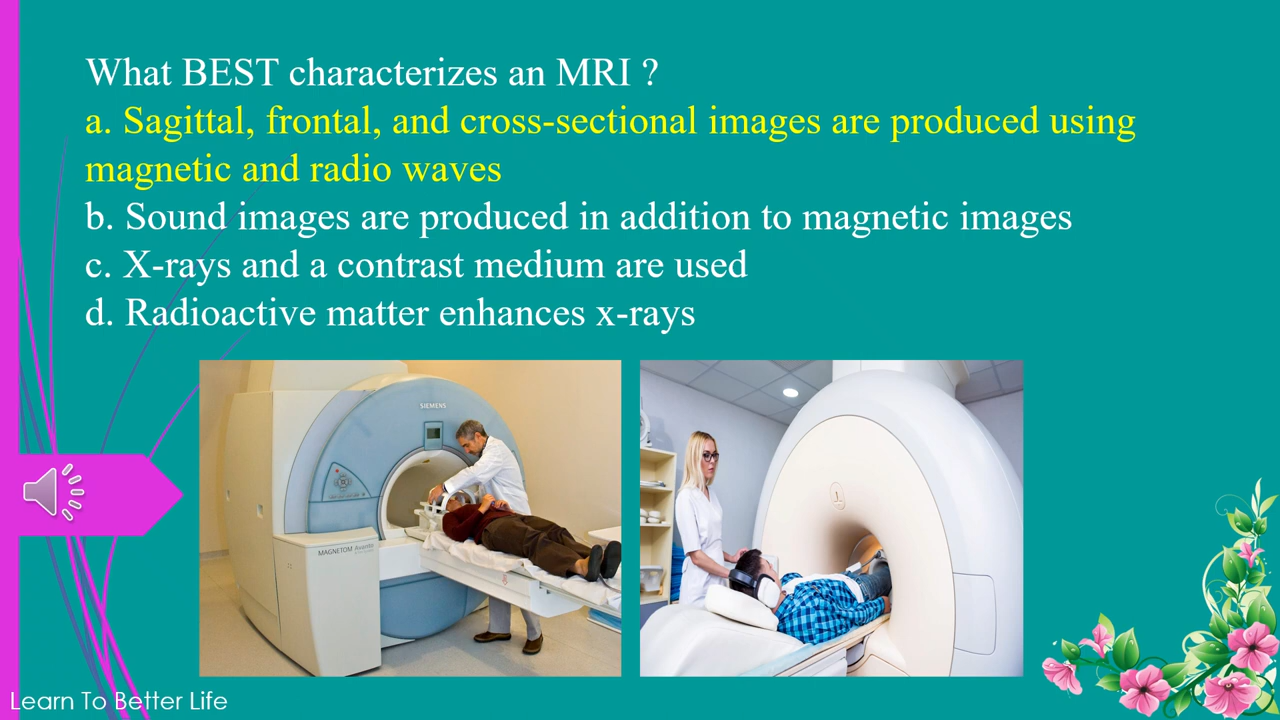 What BEST characterizes an MRI ?
a. Sagittal, frontal, and cross-sectional images are produced using
magnetic and radio waves
b. Sound images are produced in addition to magnetic images
c. X-rays and a contrast medium are used
d. Radioactive matter enhances x-rays
SIEMENS
MAGNETOM Avanto
Learn To Better Life